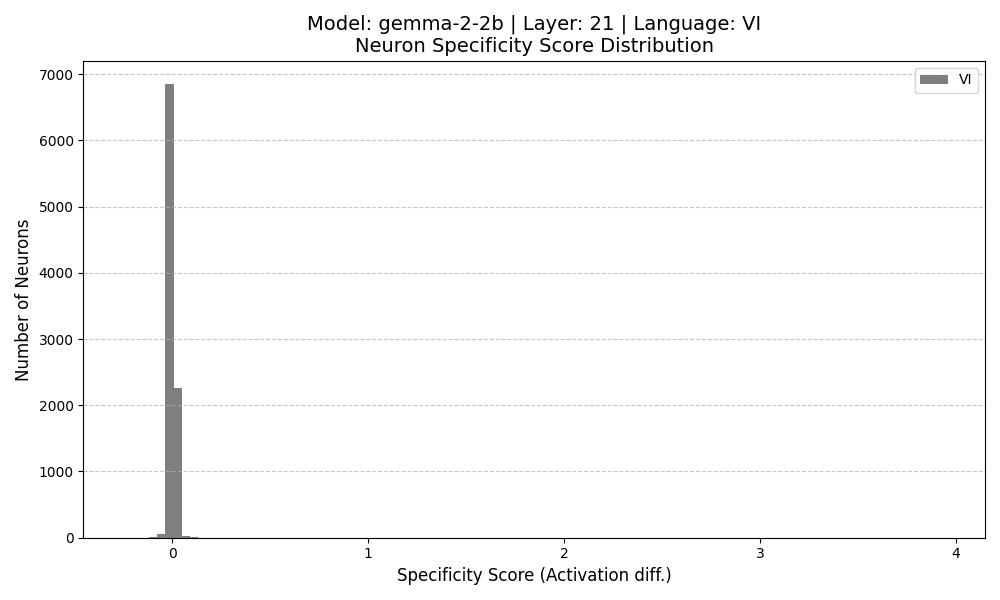 Model: gemma-2-2b | Layer: 21 | Language: VI
Neuron Specificity Score Distribution
VI
Number of Neurons
7000
6000
5000
4000
3000
2000
1000
0
0 1 2 3 4
Specificity Score (Activation diff.)